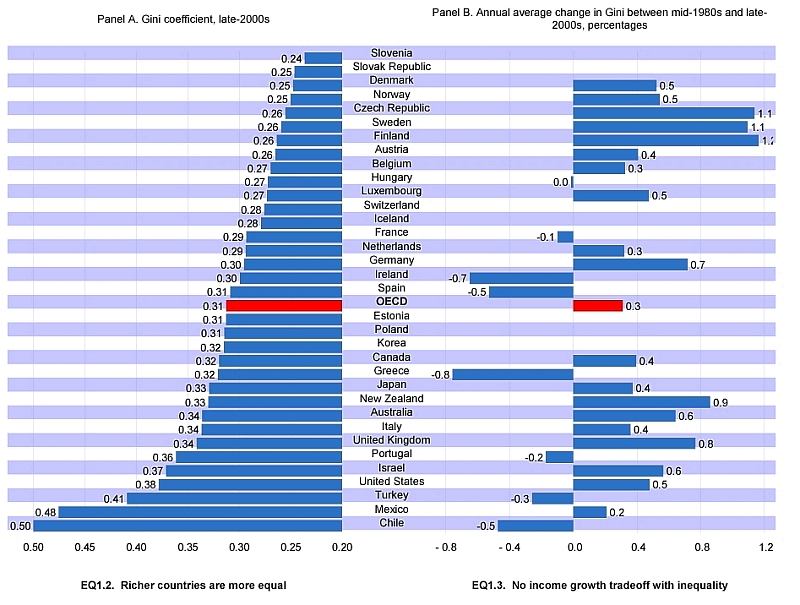 Panel A. Gini coefficient, late-2000s
Panel B. Annual average change in Gini between mid-1980s and late-
2000s, percentages
0.24 Slovenia
0.25 Slovak Republic
0.25 Denmark 0.5
0.25 Norway 0.5
0.26 Czech Republic 1.1
0.26 Sweden 1.1
0.26 Finland 1.2
0.26 Austria 0.4
0.27 Belgium 0.3
0.27 Hungary 0.0
0.27 Luxembourg 0.5
0.28 Switzerland
0.28 Iceland
0.29 France -0.1
0.29 Netherlands 0.3
0.30 Germany 0.7
0.30 Ireland -0.7
0.31 Spain -0.5
0.31 OECD 0.3
0.31 Estonia
0.31 Poland
0.32 Korea
0.32 Canada 0.4
0.32 Greece -0.8
0.33 Japan 0.4
0.33 New Zealand 0.9
0.34 Australia 0.6
0.34 Italy 0.4
0.34 United Kingdom 0.8
0.36 Portugal -0.2
0.37 Israel 0.6
0.38 United States 0.5
0.41 Turkey -0.3
0.48 Mexico 0.2
0.50 Chile -0.5
0.50 0.45 0.40 0.35 0.30 0.25 0.20 - 0.8 - 0.4 0.0 0.4 0.8 1.2
EQ1.2. Richer countries are more equal
EQ1.3. No income growth tradeoff with inequality